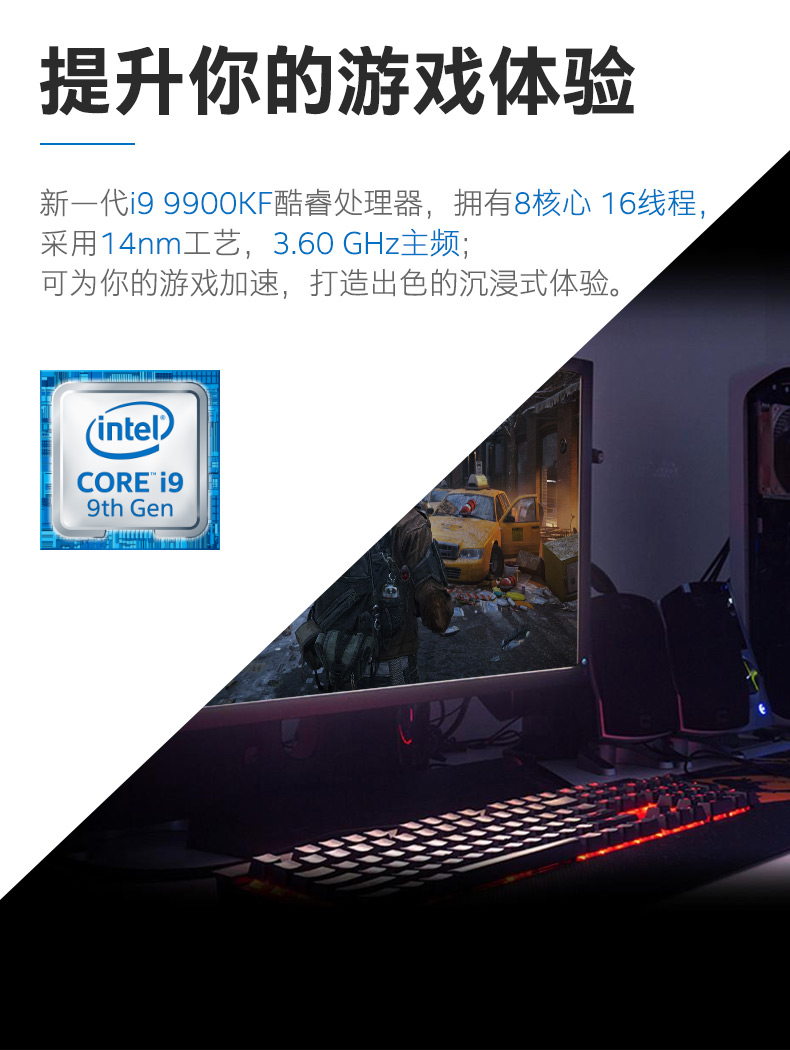 提升你的游戏体验
新一代i9 9900KF酷睿处理器，拥有8核心 16线程，
采用14nm工艺，3.60 GHz主频；
可为你的游戏加速，打造出色的沉浸式体验。
intel®
CORE™ i9
9th Gen